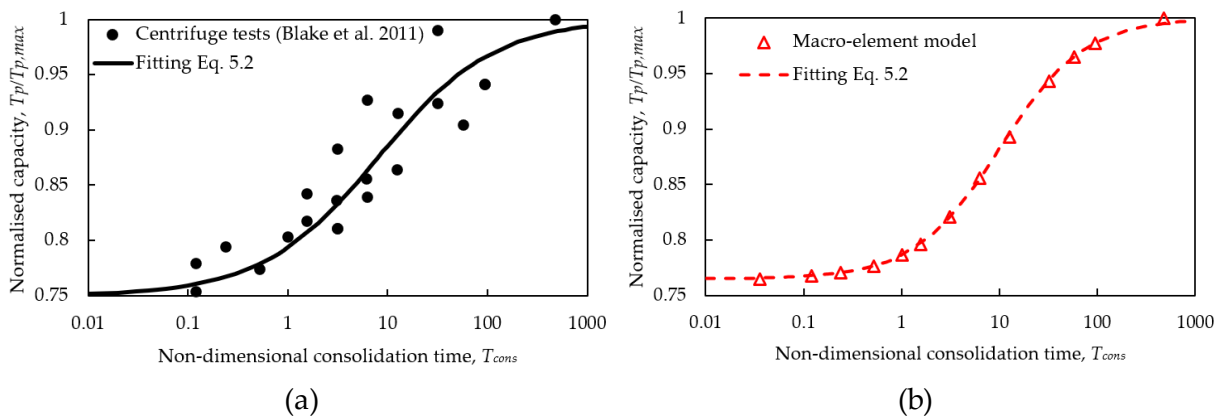 Normalised capacity, Tp/Tp,max
1
0.95
0.9
0.85
0.8
0.75
Centrifuge tests (Blake et al. 2011)
Fitting Eq. 5.2
0.01 0.1 1 10 100 1000
Non-dimensional consolidation time, Tcons
(a)
Normalised capacity, Tp/Tp,max
1
0.95
0.9
0.85
0.8
0.75
Macro-element model
Fitting Eq. 5.2
0.01 0.1 1 10 100 1000
Non-dimensional consolidation time, Tcons
(b)